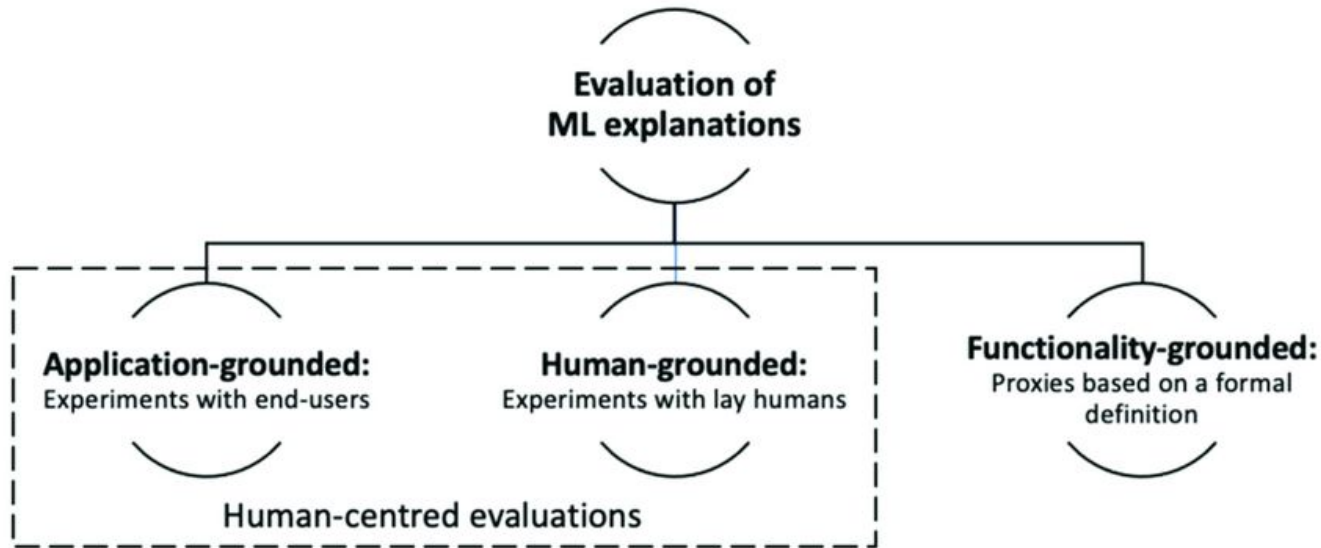 Evaluation of
ML explanations
Application-grounded:
Experiments with end-users
Human-grounded:
Experiments with lay humans
Functionality-grounded:
Proxies based on a formal
definition
Human-centred evaluations